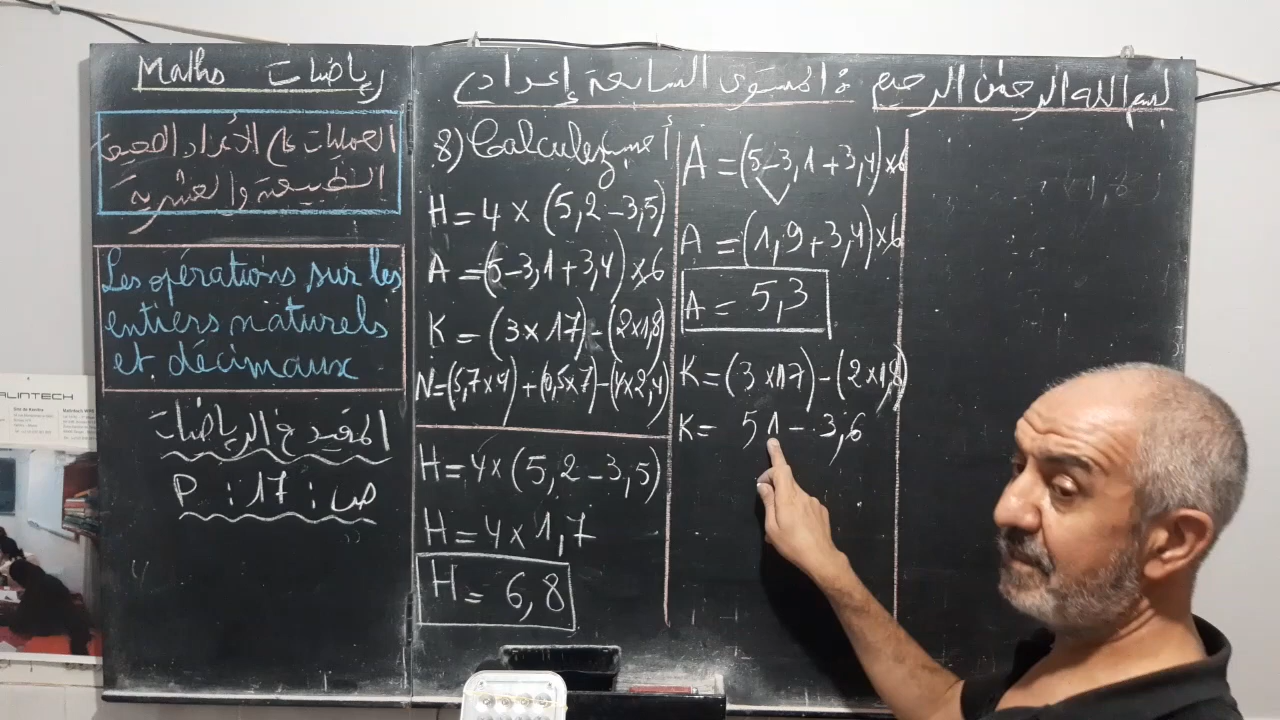 Maths رياضيات
بسم الله الرحمن الرحيم : المستوى السابعة إعدادي
العمليات على الأعداد الصحيحة
الطبيعية والعشرية
Les opérations sur les
entiers naturels
et décimaux
المفيد في الرياضيات
P : 17 : ص
8) Calculez أحسب
H = 4 × (5,2 - 3,5)
A = (5 - 3,1 + 3,4) × 6
K = (3 × 17) - (2 × 1,8)
N = (5,7 × 4) + (0,5 × 7) - (4 × 2,4)
H = 4 × (5,2 - 3,5)
H = 4 × 1,7
H = 6,8
A = (5 - 3,1 + 3,4) × 6
A = (1,9 + 3,4) × 6
A = 5,3
K = (3 × 17) - (2 × 1,8)
K = 51 - 3,6
ALINTECH